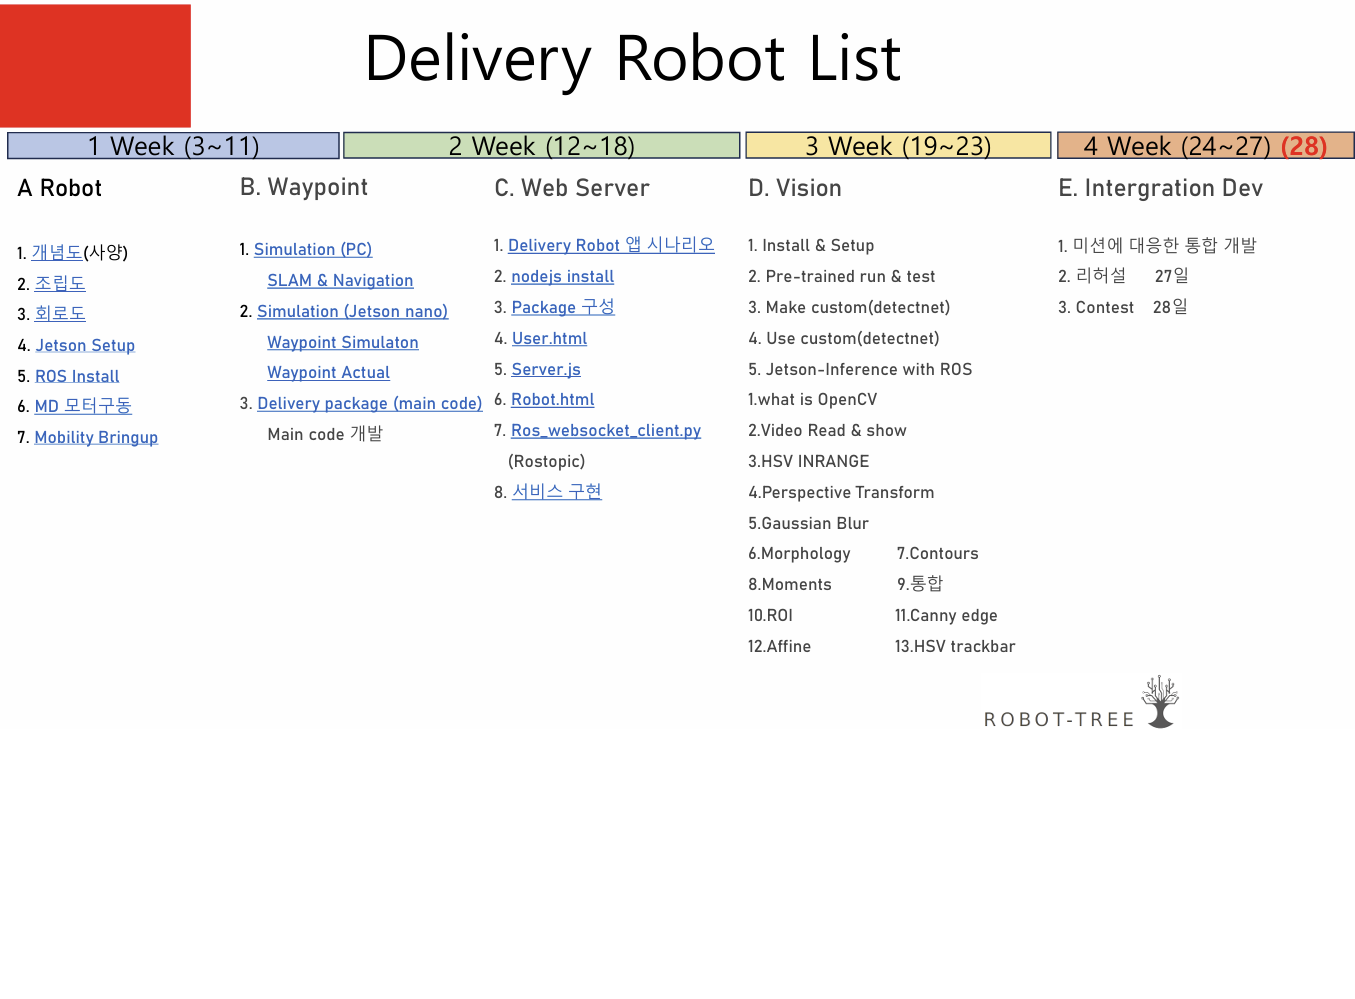 Delivery Robot List
1 Week (3~11)
2 Week (12~18)
3 Week (19~23)
4 Week (24~27) (28)
A Robot
1. 개념도(사양)
2. 조립도
3. 회로도
4. Jetson Setup
5. ROS Install
6. MD 모터구동
7. Mobility Bringup
B. Waypoint
1. Simulation (PC)
SLAM & Navigation
2. Simulation (Jetson nano)
Waypoint Simulaton
Waypoint Actual
3. Delivery package (main code)
Main code 개발
C. Web Server
1. Delivery Robot 앱 시나리오
2. nodejs install
3. Package 구성
4. User.html
5. Server.js
6. Robot.html
7. Ros_websocket_client.py
(Rostopic)
8. 서비스 구현
D. Vision
1. Install & Setup
2. Pre-trained run & test
3. Make custom(detectnet)
4. Use custom(detectnet)
5. Jetson-Inference with ROS
1.what is OpenCV
2.Video Read & show
3.HSV INRANGE
4.Perspective Transform
5.Gaussian Blur
6.Morphology 7.Contours
8.Moments 9.통합
10.ROI 11.Canny edge
12.Affine 13.HSV trackbar
E. Intergration Dev
1. 미션에 대응한 통합 개발
2. 리허설 27일
3. Contest 28일
ROBOT-TREE